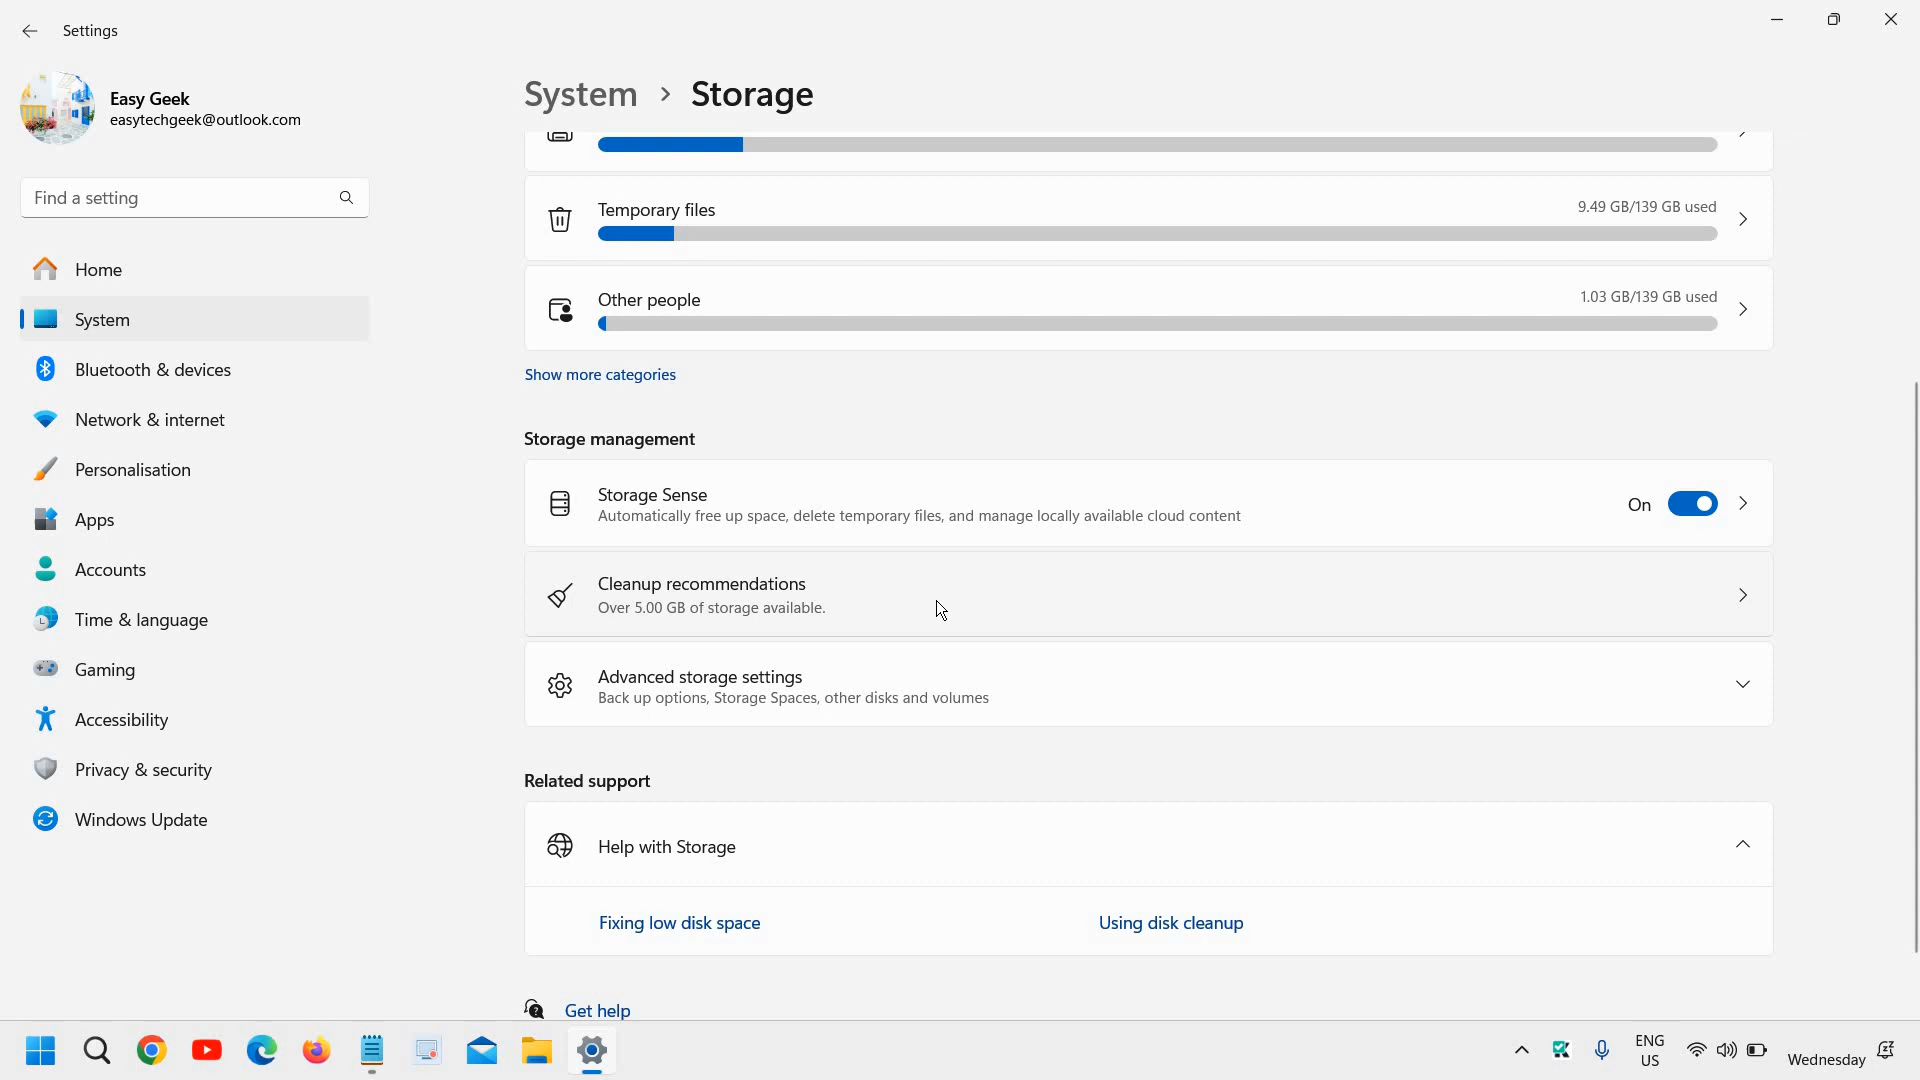 Settings
Easy Geek
easytechgeek@outlook.com
Find a setting
Home
System
Bluetooth & devices
Network & internet
Personalisation
Apps
Accounts
Time & language
Gaming
Accessibility
Privacy & security
Windows Update
System > Storage
Temporary files
9.49 GB/139 GB used
Other people
1.03 GB/139 GB used
Show more categories
Storage management
Storage Sense
Automatically free up space, delete temporary files, and manage locally available cloud content
On
Cleanup recommendations
Over 5.00 GB of storage available.
Advanced storage settings
Back up options, Storage Spaces, other disks and volumes
Related support
Help with Storage
Fixing low disk space
Using disk cleanup
Get help
ENG
US
Wednesday